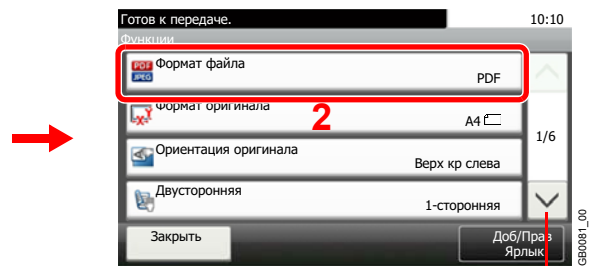 Готов к передаче.
10:10
Функции
PDF JPEG
Формат файла
PDF
Формат оригинала
2
A4
1/6
Ориентация оригинала
Верх кр слева
Двусторонняя
1-сторонняя
Закрыть
Доб/Прав
Ярлык
GB0081_00